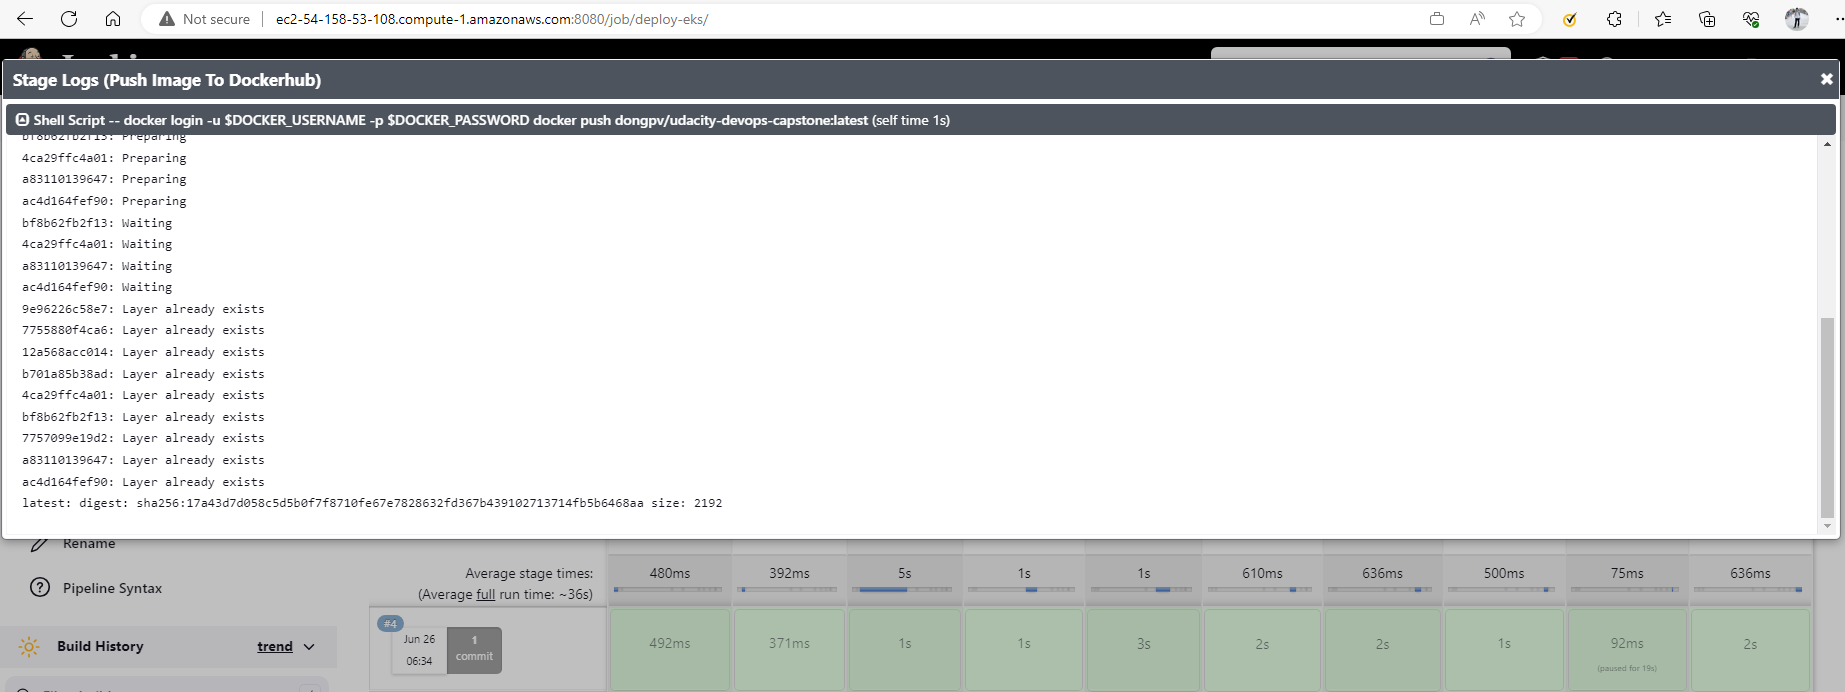 Not secure | ec2-54-158-53-108.compute-1.amazonaws.com:8080/job/deploy-eks/
Stage Logs (Push Image To Dockerhub)
Shell Script -- docker login -u $DOCKER_USERNAME -p $DOCKER_PASSWORD docker push dongpv/udacity-devops-capstone:latest (self time 1s)
bf8b62fb2f13: Preparing
4ca29ffc4a01: Preparing
a83110139647: Preparing
ac4d164fef90: Preparing
bf8b62fb2f13: Waiting
4ca29ffc4a01: Waiting
a83110139647: Waiting
ac4d164fef90: Waiting
9e96226c58e7: Layer already exists
7755880f4ca6: Layer already exists
12a568acc014: Layer already exists
b701a85b38ad: Layer already exists
4ca29ffc4a01: Layer already exists
bf8b62fb2f13: Layer already exists
7757099e19d2: Layer already exists
a83110139647: Layer already exists
ac4d164fef90: Layer already exists
latest: digest: sha256:17a43d7d058c5d5b0f7f8710fe67e7828632fd367b439102713714fb5b6468aa size: 2192
Rename
Pipeline Syntax
Build History trend
Average stage times:
(Average full run time: ~36s)
480ms 392ms 5s 1s 1s 610ms 636ms 500ms 75ms 636ms
#4
Jun 26
06:34
1
commit
492ms 371ms 1s 1s 3s 2s 2s 1s 92ms 2s
(paused for 19s)